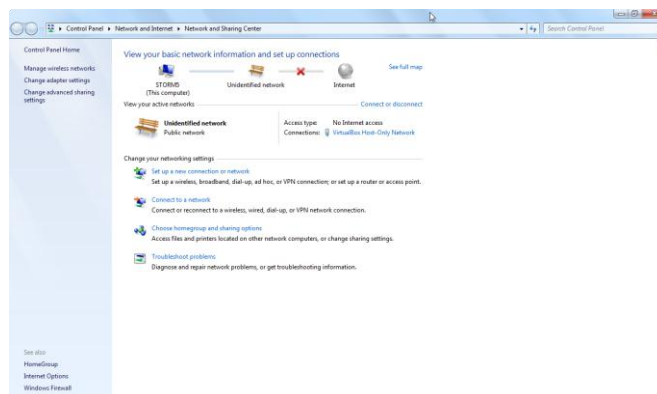 Control Panel ▸ Network and Internet ▸ Network and Sharing Center
Search Control Panel
Control Panel Home
Manage wireless networks
Change adapter settings
Change advanced sharing
settings
View your basic network information and set up connections
See full map
STORM5
(This computer)
Unidentified network
Internet
View your active networks
Connect or disconnect
Unidentified network
Public network
Access type: No Internet access
Connections: VirtualBox Host-Only Network
Change your networking settings
Set up a new connection or network
Set up a wireless, broadband, dial-up, ad hoc, or VPN connection; or set up a router or access point.
Connect to a network
Connect or reconnect to a wireless, wired, dial-up, or VPN network connection.
Choose homegroup and sharing options
Access files and printers located on other network computers, or change sharing settings.
Troubleshoot problems
Diagnose and repair network problems, or get troubleshooting information.
See also
HomeGroup
Internet Options
Windows Firewall